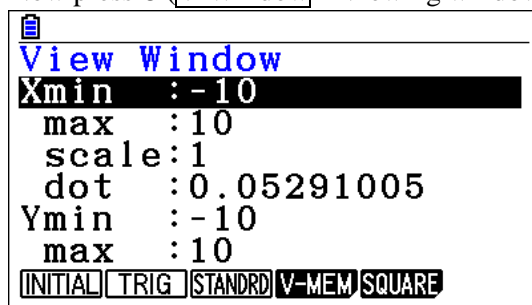 View Window
Xmin :-10
max :10
scale:1
dot :0.05291005
Ymin :-10
max :10
INITIAL TRIG STANDRD V-MEM SQUARE